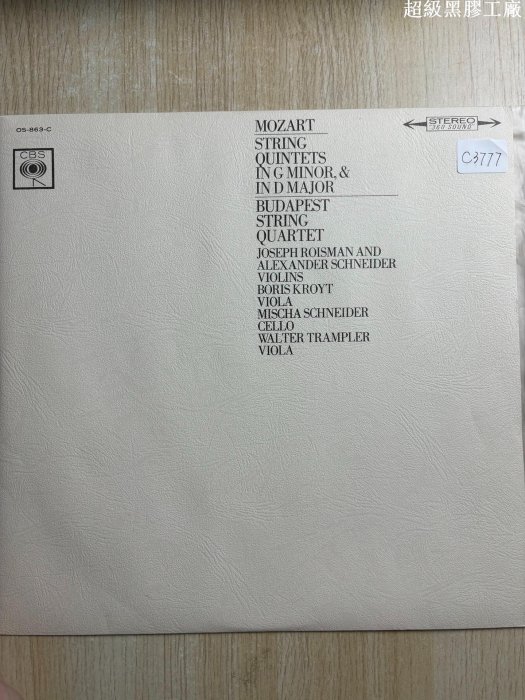 超級黑膠工廠
OS-863-C
CBS
MOZART
STRING
QUINTETS
IN G MINOR, &
IN D MAJOR
BUDAPEST
STRING
QUARTET
JOSEPH ROISMAN AND
ALEXANDER SCHNEIDER
VIOLINS
BORIS KROYT
VIOLA
MISCHA SCHNEIDER
CELLO
WALTER TRAMPLER
VIOLA
STEREO
360 SOUND
C3777